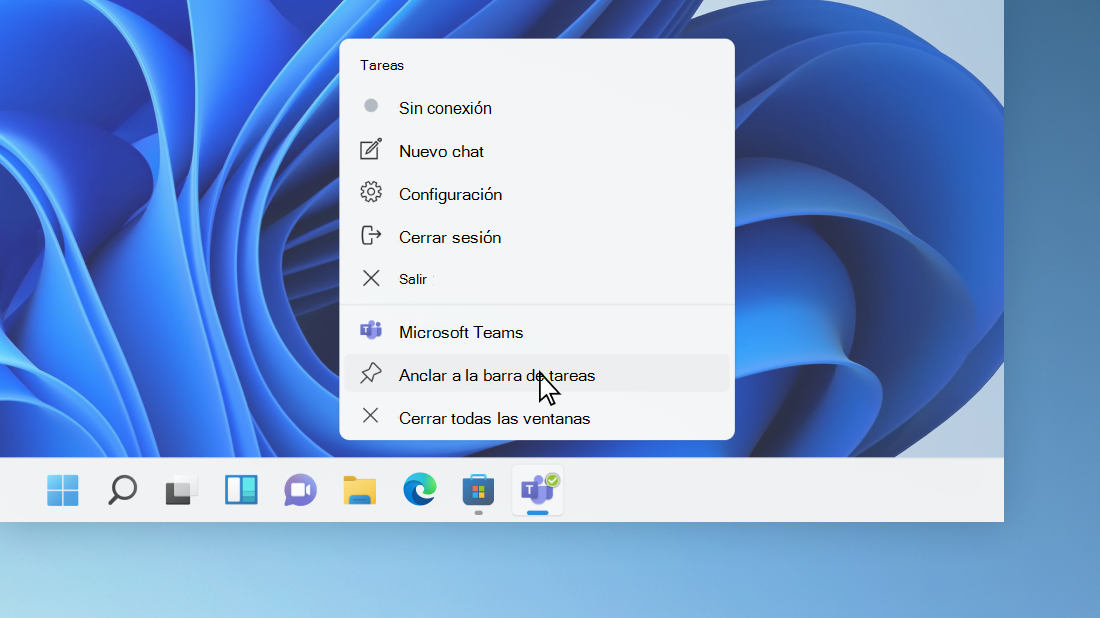 Tareas
Sin conexión
Nuevo chat
Configuración
Cerrar sesión
Salir
Microsoft Teams
Anclar a la barra de tareas
Cerrar todas las ventanas